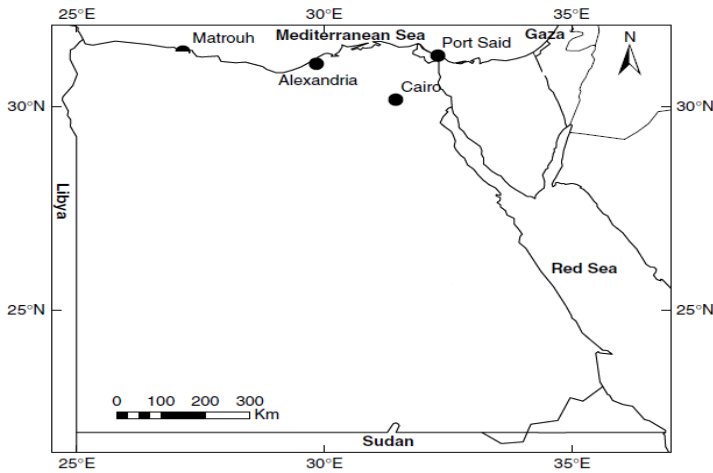 25°E 30°E 35°E
Matrouh
Mediterranean Sea
Gaza
Port Said
N
Alexandria
Cairo
30°N 30°N
Libya
Red Sea
25°N 25°N
0 100 200 300
Km
Sudan
25°E 30°E 35°E